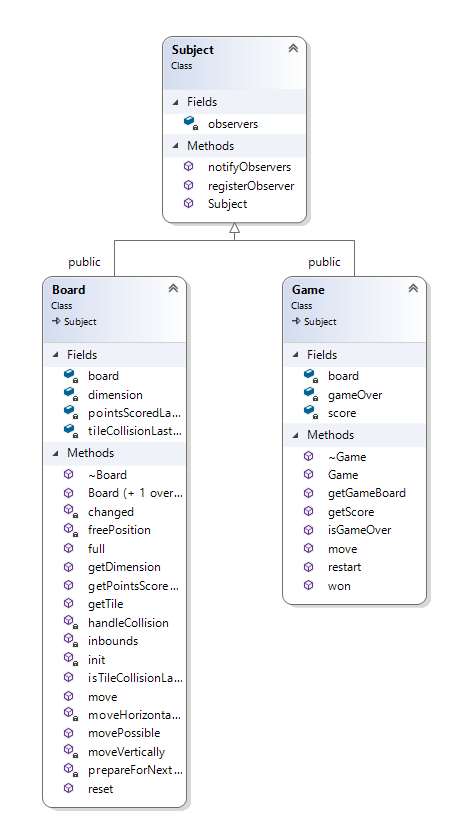 Subject
Class
Fields
observers
Methods
notifyObservers
registerObserver
Subject
public
public
Board
Class
Subject
Fields
board
dimension
pointsScoredLa...
tileCollisionLast...
Methods
~Board
Board (+ 1 over...
changed
freePosition
full
getDimension
getPointsScore...
getTile
handleCollision
inbounds
init
isTileCollisionLa...
move
moveHorizonta...
movePossible
moveVertically
prepareForNext...
reset
Game
Class
Subject
Fields
board
gameOver
score
Methods
~Game
Game
getGameBoard
getScore
isGameOver
move
restart
won